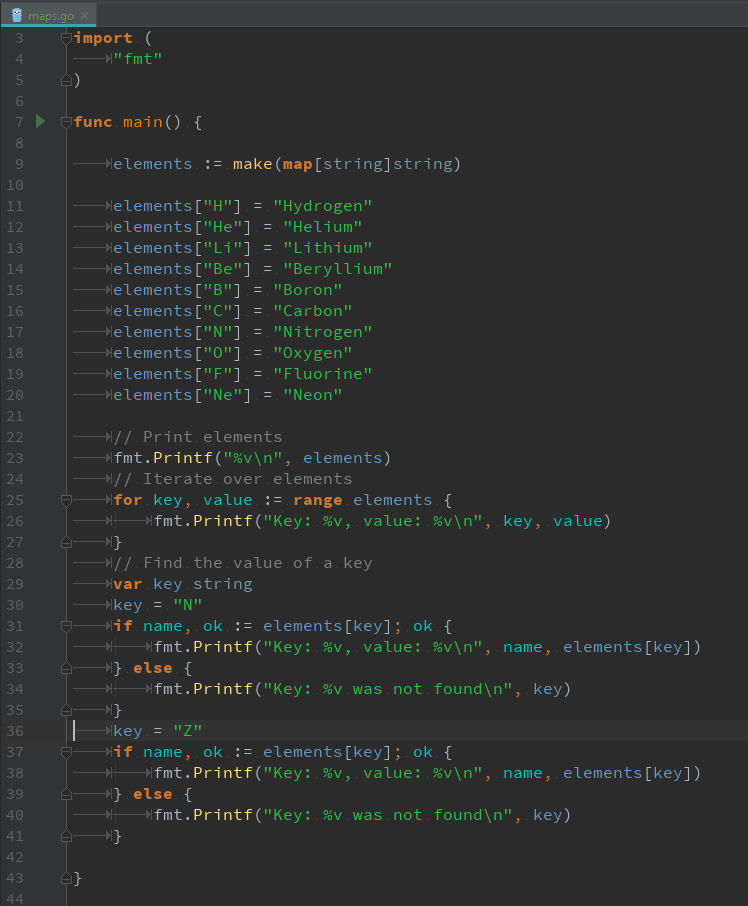 maps.go
3 import (
4 "fmt"
5 )
6
7 func main() {
8
9 elements := make(map[string]string)
10
11 elements["H"] = "Hydrogen"
12 elements["He"] = "Helium"
13 elements["Li"] = "Lithium"
14 elements["Be"] = "Beryllium"
15 elements["B"] = "Boron"
16 elements["C"] = "Carbon"
17 elements["N"] = "Nitrogen"
18 elements["O"] = "Oxygen"
19 elements["F"] = "Fluorine"
20 elements["Ne"] = "Neon"
21
22 // Print elements
23 fmt.Printf("%v\n", elements)
24 // Iterate over elements
25 for key, value := range elements {
26 fmt.Printf("Key: %v, value: %v\n", key, value)
27 }
28 // Find the value of a key
29 var key string
30 key = "N"
31 if name, ok := elements[key]; ok {
32 fmt.Printf("Key: %v, value: %v\n", name, elements[key])
33 } else {
34 fmt.Printf("Key: %v was not found\n", key)
35 }
36 key = "Z"
37 if name, ok := elements[key]; ok {
38 fmt.Printf("Key: %v, value: %v\n", name, elements[key])
39 } else {
40 fmt.Printf("Key: %v was not found\n", key)
41 }
42
43 }
44